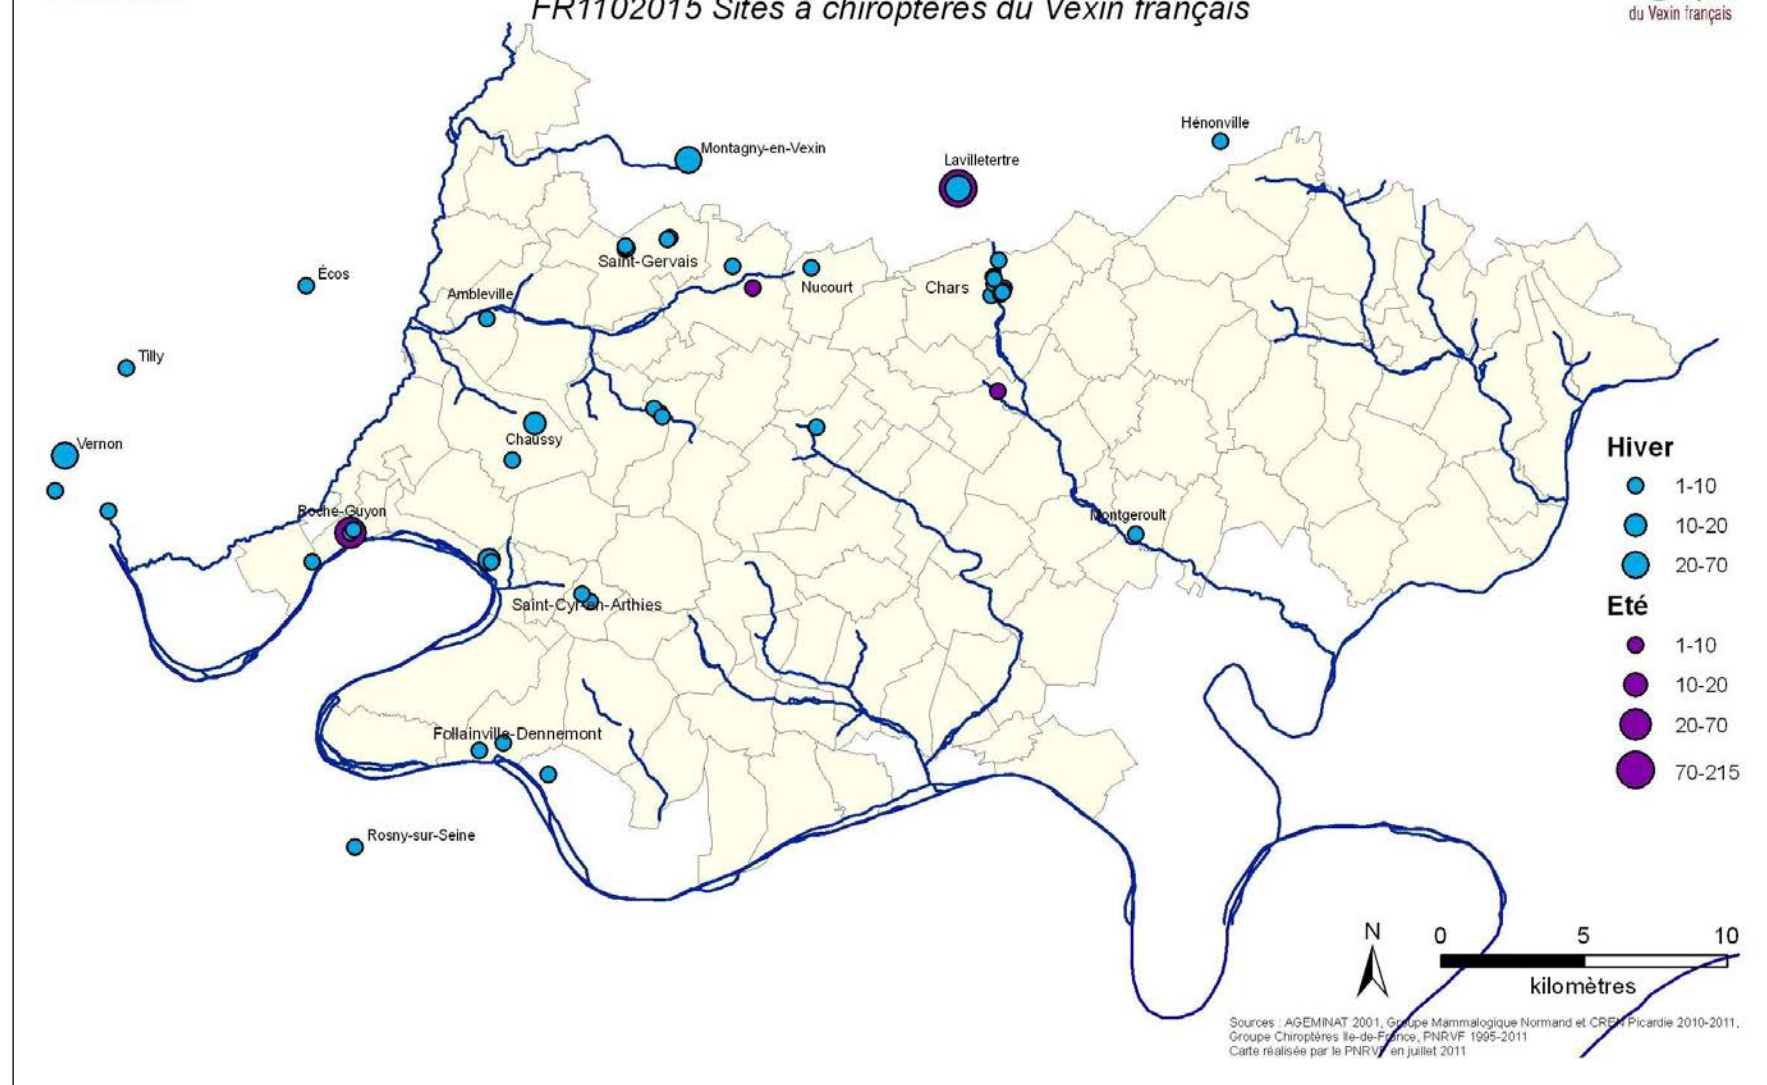 FR1102015 Sites à chiroptères du Vexin français
du Vexin français
Hénonville
Montagny-en-Vexin
Lavilletertre
Saint-Gervais
Écos
Ambleville
Nucourt
Chars
Tilly
Chaussy
Vernon
Roche-Guyon
Montgeroult
Saint-Cyr-en-Arthies
Follainville-Dennemont
Rosny-sur-Seine
Hiver
1-10
10-20
20-70
Eté
1-10
10-20
20-70
70-215
N
0 5 10
kilomètres
Sources : AGEMINAT 2001, Groupe Mammalogique Normand et CREN Picardie 2010-2011,
Groupe Chiroptères Ile-de-France, PNRVF 1995-2011
Carte réalisée par le PNRVF en juillet 2011